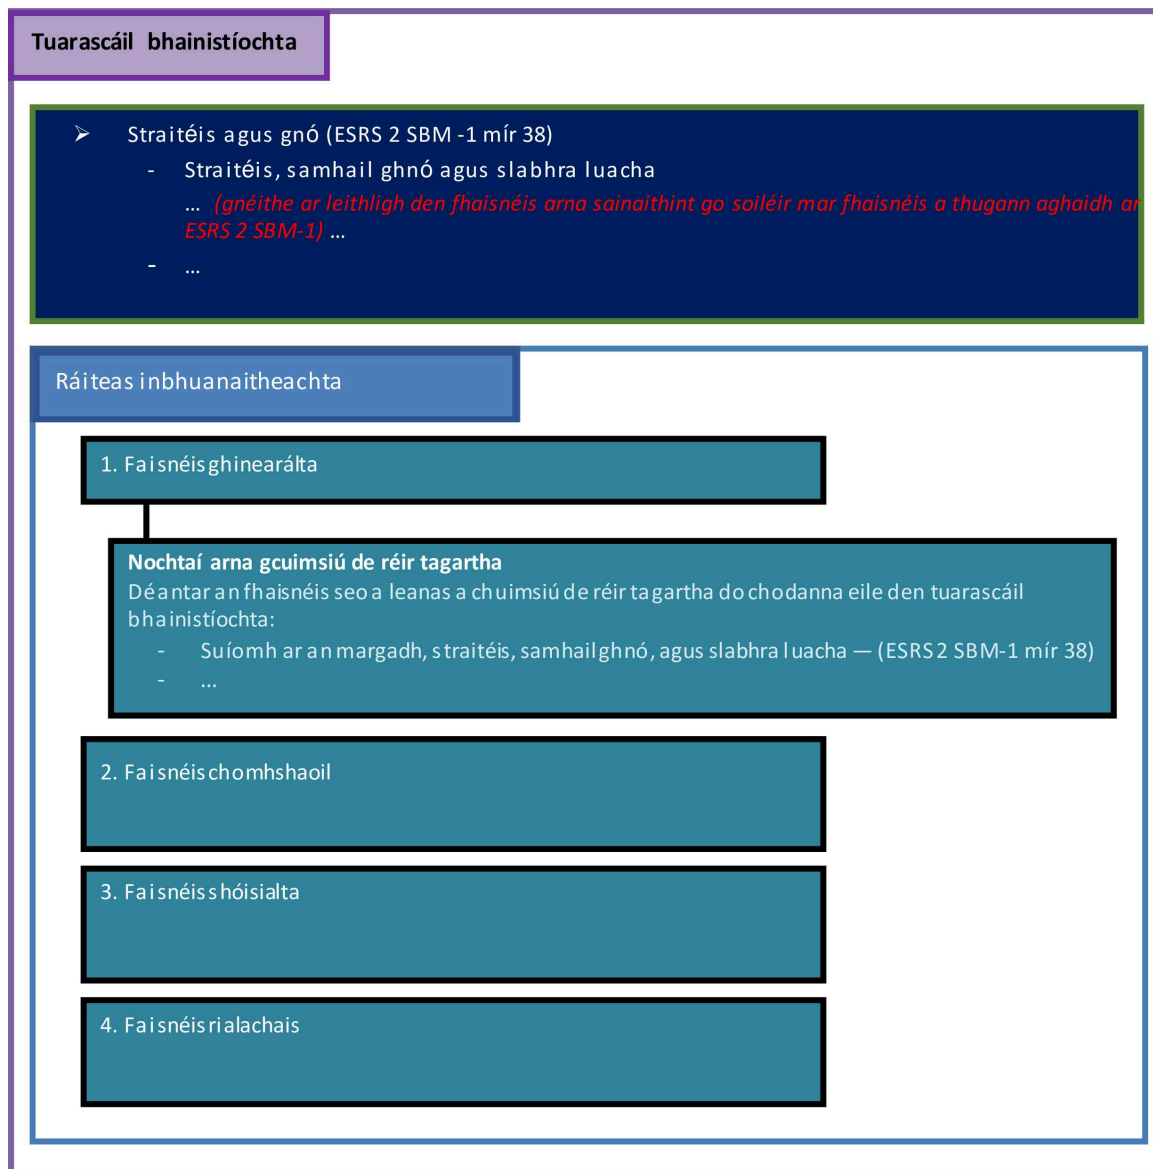 Tuarascáil bhainistíochta
➢ Straitéis agus gnó (ESRS 2 SBM -1 mír 38)
- Straitéis, samhail ghnó agus slabhra luacha
... (gnéithe ar leithligh den fhaisnéis arna sainaithint go soiléir mar fhaisnéis a thugann aghaidh ar
ESRS 2 SBM-1) ...
- ...
Ráiteas inbhuanaitheachta
1. Faisnéis ghinearálta
Nochtaí arna gcuimsiú de réir tagartha
Déantar an fhaisnéis seo a leanas a chuimsiú de réir tagartha do chodanna eile den tuarascáil
bhainistíochta:
- Suíomh ar an margadh, straitéis, samhail ghnó, agus slabhra luacha — (ESRS 2 SBM-1 mír 38)
- ...
2. Faisnéis chomhshaoil
3. Faisnéis shóisialta
4. Faisnéis rialachais